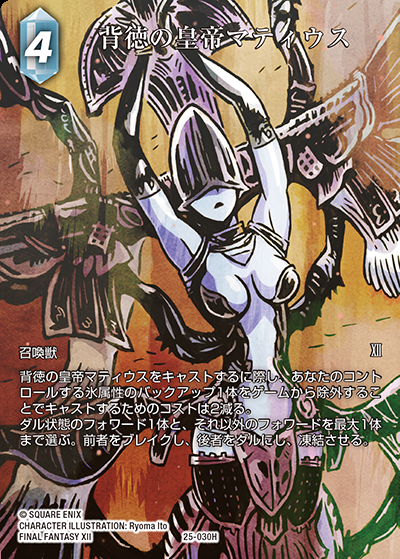 4
背徳の皇帝マティウス
召喚獣
XII
背徳の皇帝マティウスをキャストするに際し、あなたのコント
ロールする氷属性のバックアップ1体をゲームから除外するこ
とでキャストするためのコストは2減る。
ダル状態のフォワード1体と、それ以外のフォワードを最大1体
まで選ぶ。前者をブレイクし、後者をダルにし、凍結させる。
© SQUARE ENIX
CHARACTER ILLUSTRATION: Ryoma Ito
FINAL FANTASY XII
25-030H